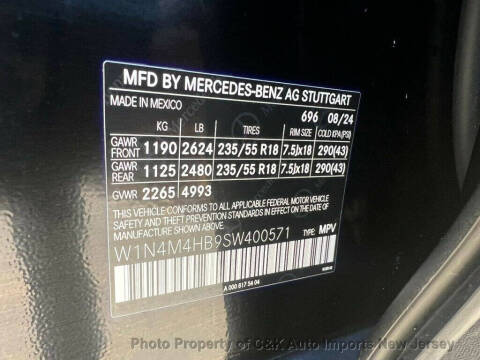 MFD BY MERCEDES-BENZ AG STUTTGART
MADE IN MEXICO 696 08/24
KG LB TIRES RIM SIZE COLD KPA(PSI)
GAWR FRONT 1190 2624 235/55 R18 7.5Jx18 290(43)
GAWR REAR 1125 2480 235/55 R18 7.5Jx18 290(43)
GVWR 2265 4993
THIS VEHICLE CONFORMS TO ALL APPLICABLE FEDERAL MOTOR VEHICLE
SAFETY AND THEFT PREVENTION STANDARDS IN EFFECT ON THE DATE OF
MANUFACTURE SHOWN ABOVE.
W1N4M4HB9SW400571 TYPE: MPV
A 000 817 54 04
Photo Property of C&K Auto Imports New Jersey